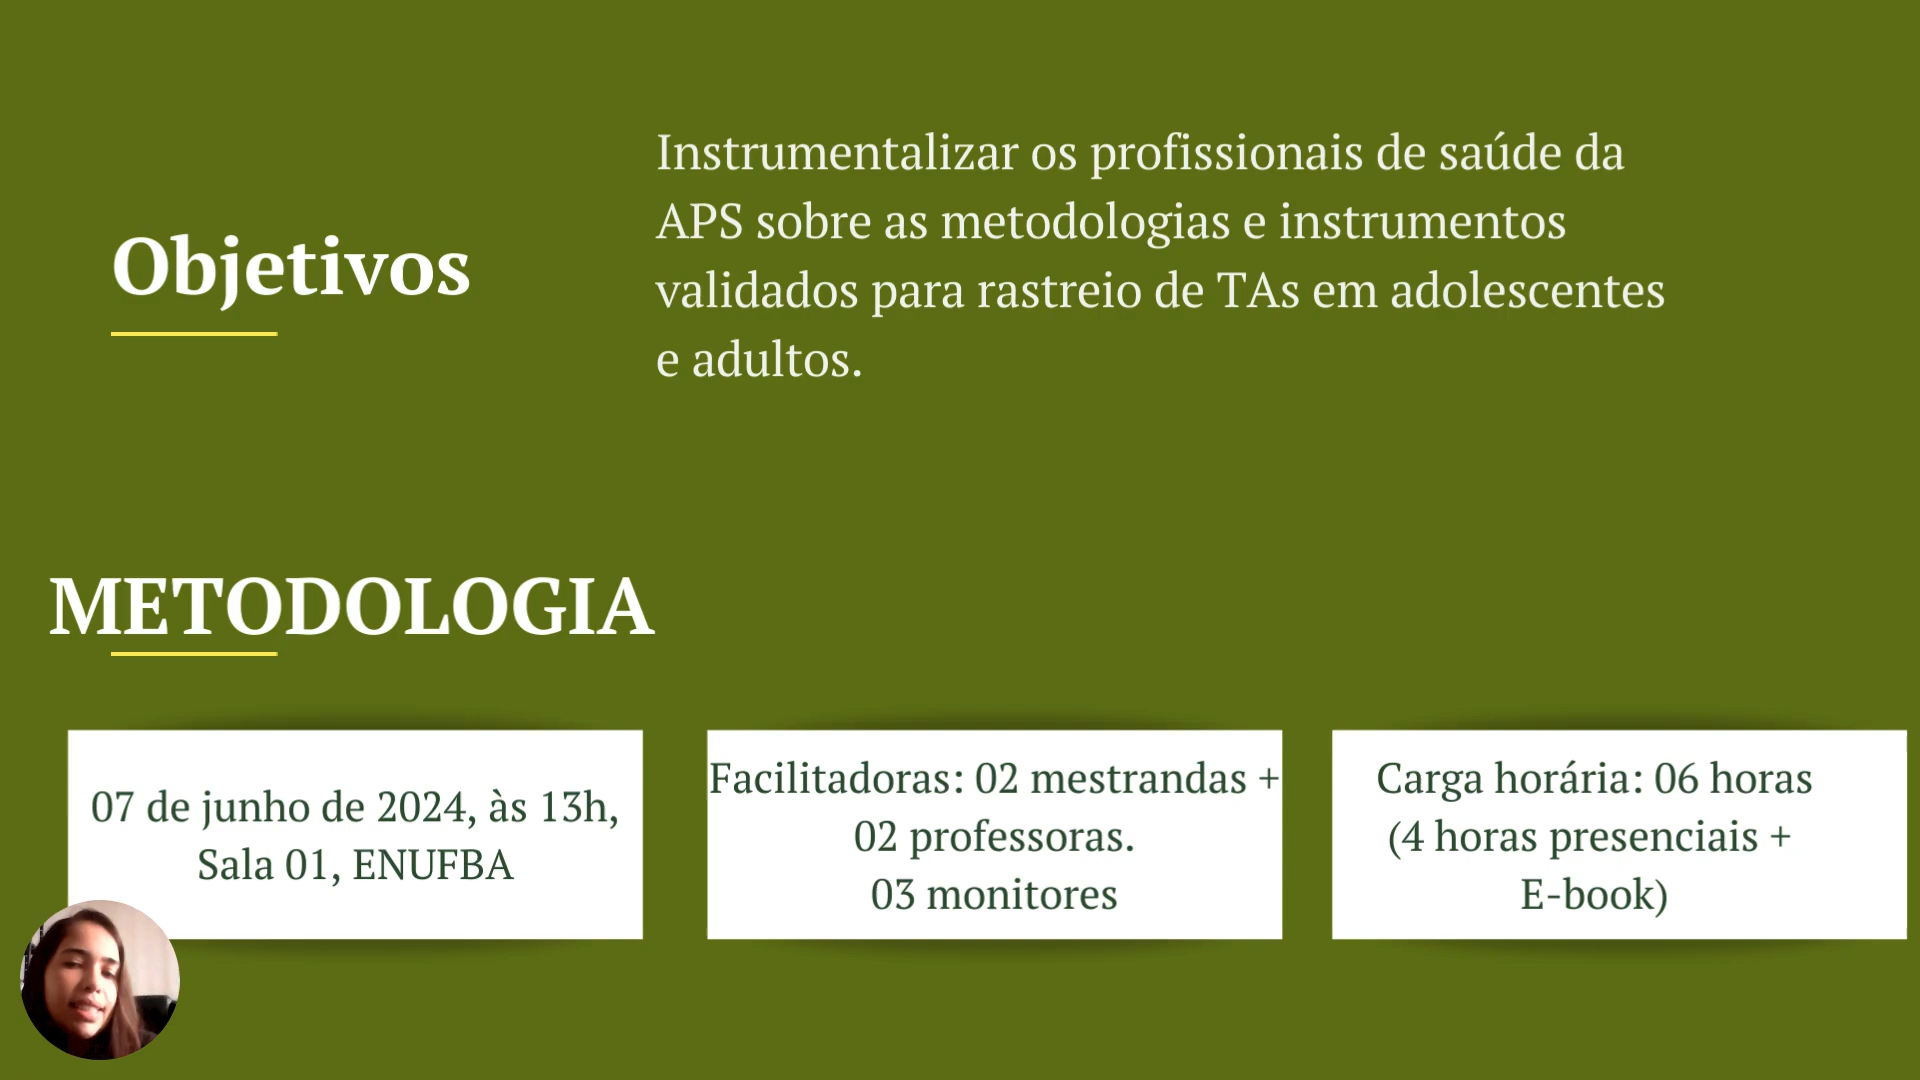 Objetivos
Instrumentalizar os profissionais de saúde da
APS sobre as metodologias e instrumentos
validados para rastreio de TAs em adolescentes
e adultos.
METODOLOGIA
07 de junho de 2024, às 13h,
Sala 01, ENUFBA
Facilitadoras: 02 mestrandas +
02 professoras.
03 monitores
Carga horária: 06 horas
(4 horas presenciais +
E-book)